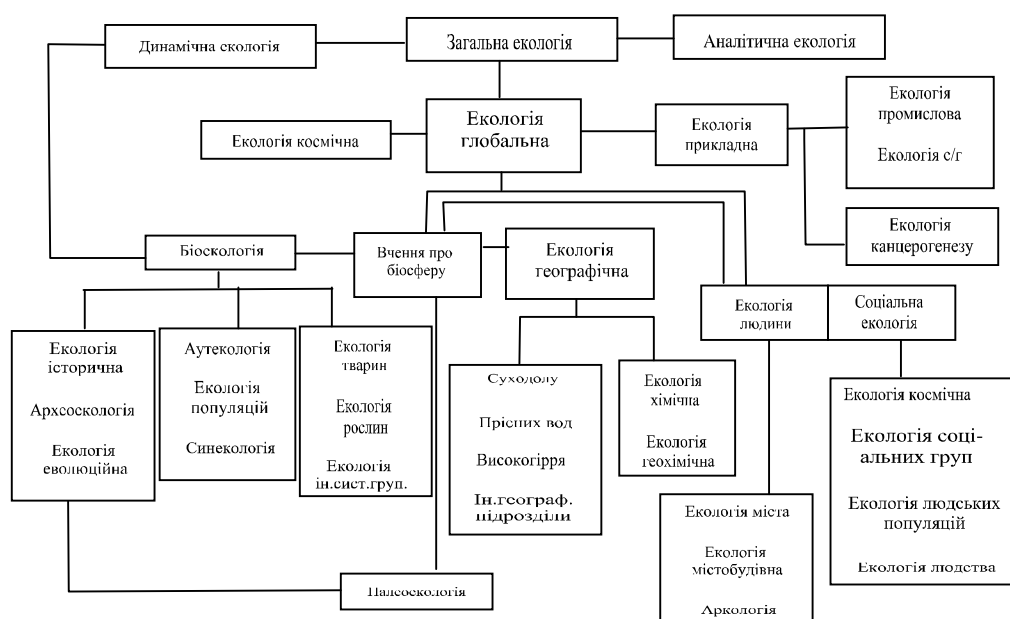 Динамічна екологія
Загальна екологія
Аналітична екологія
Екологія космічна
Екологія
глобальна
Екологія
прикладна
Екологія
промислова
Екологія с/г
Екологія
канцерогенезу
Біоекологія
Вчення про
біосферу
Екологія
географічна
Екологія
людини
Соціальна
екологія
Екологія
історична
Археоекологія
Екологія
еволюційна
Аутекологія
Екологія
популяцій
Синекологія
Екологія
тварин
Екологія
рослин
Екологія
ін.сист.груп.
Суходолу
Прісних вод
Високогір'я
Ін.географ.
підрозділи
Екологія
хімічна
Екологія
геохімічна
Екологія космічна
Екологія соці-
альних груп
Екологія людських
популяцій
Екологія людства
Екологія міста
Екологія
містобудівна
Аркологія
Палеоекологія